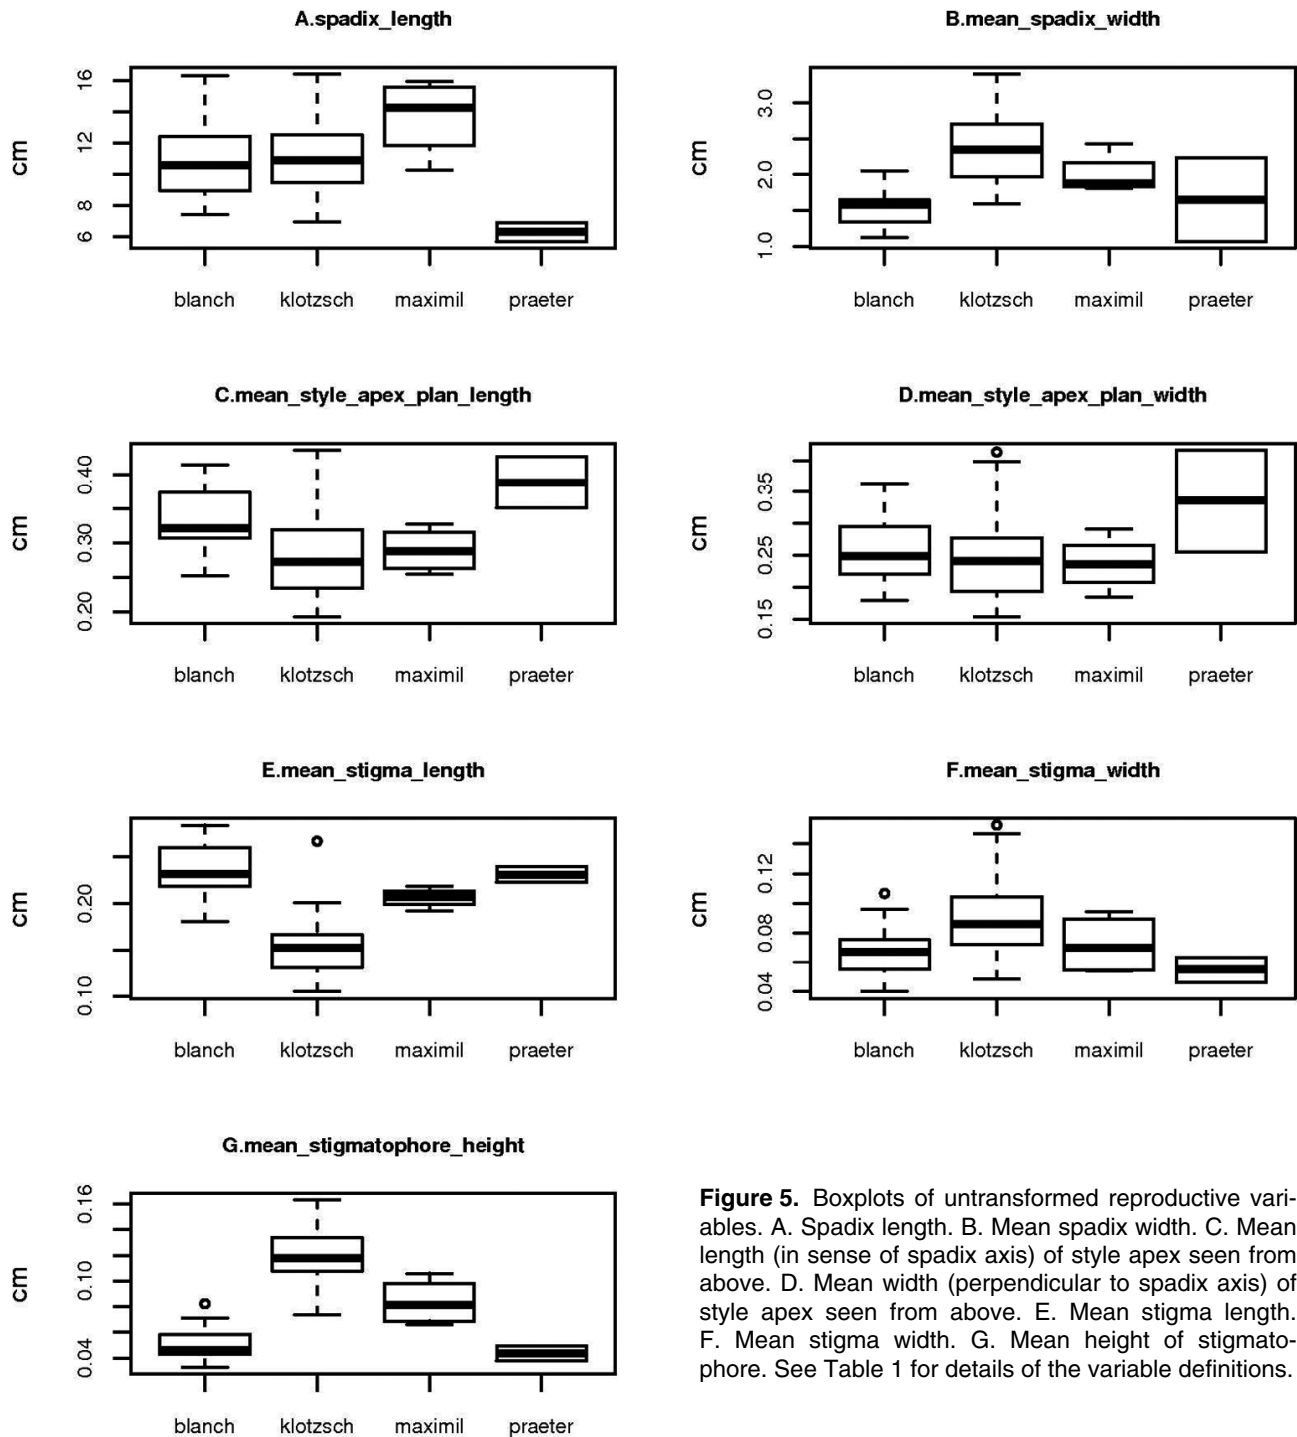 A.spadix_length
cm
16
12
8
6
blanch klotzsch maximil praeter
B.mean_spadix_width
cm
3.0
2.0
1.0
blanch klotzsch maximil praeter
C.mean_style_apex_plan_length
cm
0.40
0.30
0.20
blanch klotzsch maximil praeter
D.mean_style_apex_plan_width
cm
0.35
0.25
0.15
blanch klotzsch maximil praeter
E.mean_stigma_length
cm
0.20
0.10
blanch klotzsch maximil praeter
F.mean_stigma_width
cm
0.12
0.08
0.04
blanch klotzsch maximil praeter
G.mean_stigmatophore_height
cm
0.16
0.10
0.04
blanch klotzsch maximil praeter
Figure 5. Boxplots of untransformed reproductive vari-
ables. A. Spadix length. B. Mean spadix width. C. Mean
length (in sense of spadix axis) of style apex seen from
above. D. Mean width (perpendicular to spadix axis) of
style apex seen from above. E. Mean stigma length.
F. Mean stigma width. G. Mean height of stigmato-
phore. See Table 1 for details of the variable definitions.